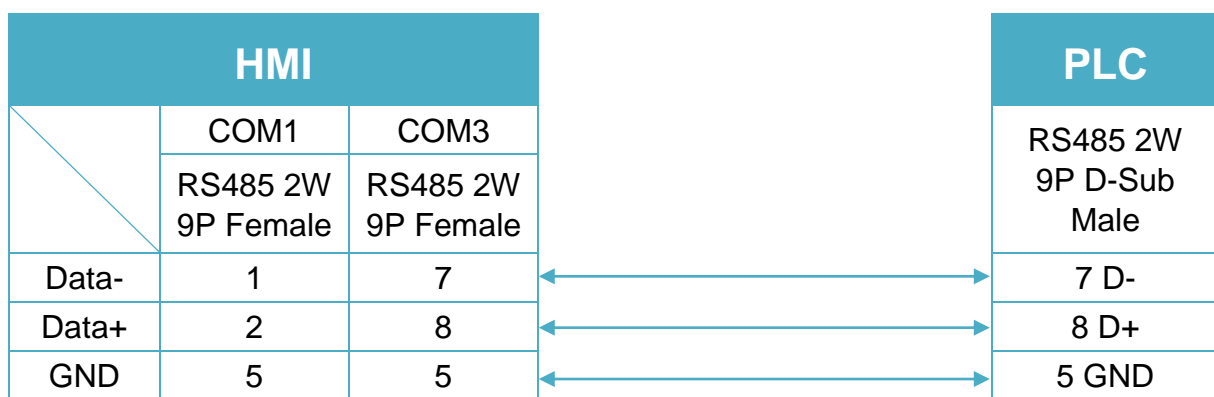 HMI PLC
COM1 COM3 RS485 2W 9P D-Sub Male
RS485 2W 9P Female RS485 2W 9P Female
Data- 1 7 7 D-
Data+ 2 8 8 D+
GND 5 5 5 GND